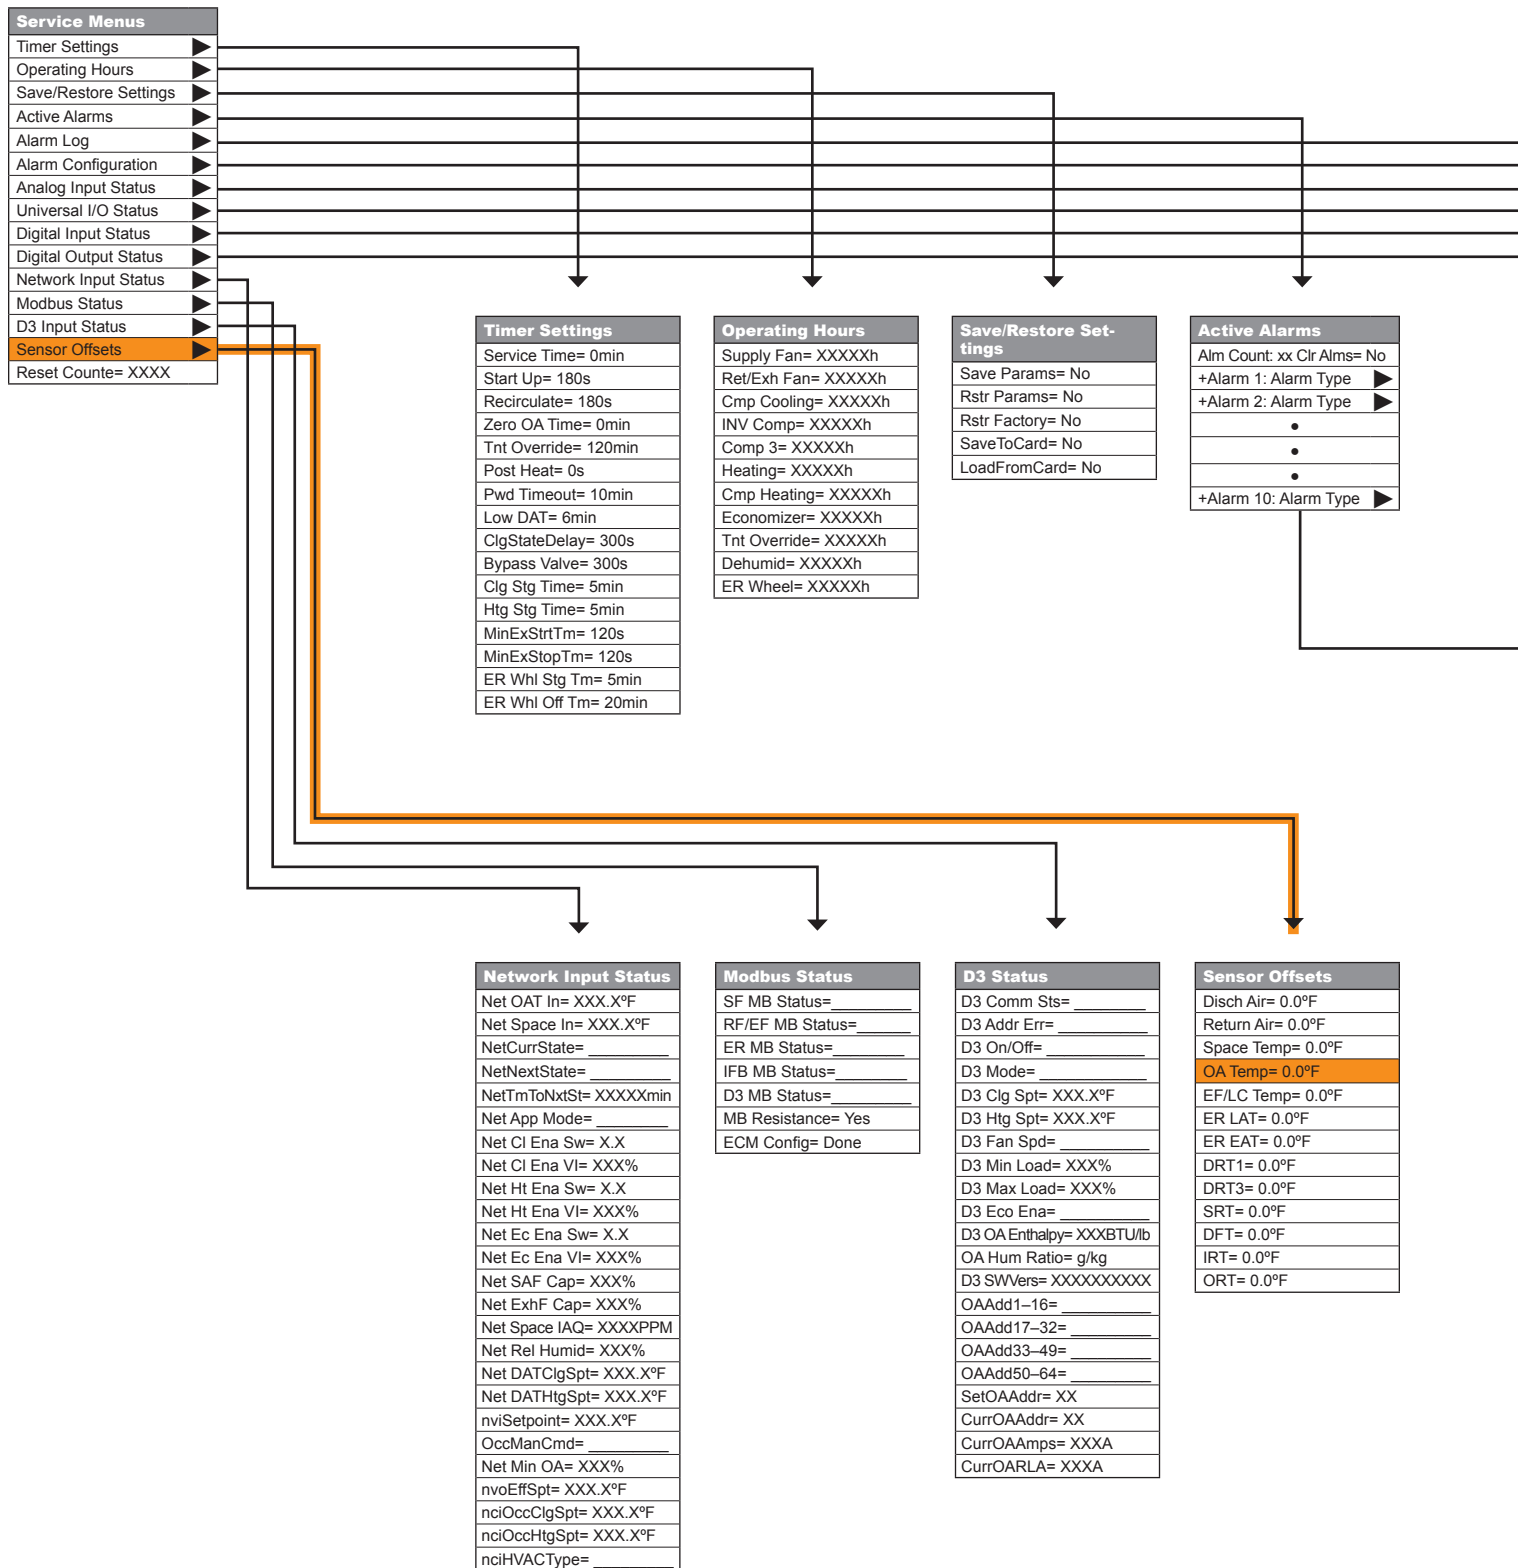 Service Menus
Timer Settings
Operating Hours
Save/Restore Settings
Active Alarms
Alarm Log
Alarm Configuration
Analog Input Status
Universal I/O Status
Digital Input Status
Digital Output Status
Network Input Status
Modbus Status
D3 Input Status
Sensor Offsets
Reset Counte= XXXX
Timer Settings
Service Time= 0min
Start Up= 180s
Recirculate= 180s
Zero OA Time= 0min
Tnt Override= 120min
Post Heat= 0s
Pwd Timeout= 10min
Low DAT= 6min
ClgStateDelay= 300s
Bypass Valve= 300s
Clg Stg Time= 5min
Htg Stg Time= 5min
MinExStrtTm= 120s
MinExStopTm= 120s
ER Whl Stg Tm= 5min
ER Whl Off Tm= 20min
Operating Hours
Supply Fan= XXXXXh
Ret/Exh Fan= XXXXXh
Cmp Cooling= XXXXXh
INV Comp= XXXXXh
Comp 3= XXXXXh
Heating= XXXXXh
Cmp Heating= XXXXXh
Economizer= XXXXXh
Tnt Override= XXXXXh
Dehumid= XXXXXh
ER Wheel= XXXXXh
Save/Restore Set-
tings
Save Params= No
Rstr Params= No
Rstr Factory= No
SaveToCard= No
LoadFromCard= No
Active Alarms
Alm Count: xx Clr Alms= No
+Alarm 1: Alarm Type
+Alarm 2: Alarm Type
•
•
•
+Alarm 10: Alarm Type
Network Input Status
Net OAT In= XXX.XºF
Net Space In= XXX.XºF
NetCurrState= _________
NetNextState= _________
NetTmToNxtSt= XXXXXmin
Net App Mode= ________
Net Cl Ena Sw= X.X
Net Cl Ena VI= XXX%
Net Ht Ena Sw= X.X
Net Ht Ena VI= XXX%
Net Ec Ena Sw= X.X
Net Ec Ena VI= XXX%
Net SAF Cap= XXX%
Net ExhF Cap= XXX%
Net Space IAQ= XXXXPPM
Net Rel Humid= XXX%
Net DATClgSpt= XXX.XºF
Net DATHtgSpt= XXX.XºF
nviSetpoint= XXX.XºF
OccManCmd= _________
Net Min OA= XXX%
nvoEffSpt= XXX.XºF
nciOccClgSpt= XXX.XºF
nciOccHtgSpt= XXX.XºF
nciHVACType= _________
Modbus Status
SF MB Status=_________
RF/EF MB Status=______
ER MB Status=________
IFB MB Status=________
D3 MB Status=_________
MB Resistance= Yes
ECM Config= Done
D3 Status
D3 Comm Sts= ________
D3 Addr Err= __________
D3 On/Off= ___________
D3 Mode= ____________
D3 Clg Spt= XXX.XºF
D3 Htg Spt= XXX.XºF
D3 Fan Spd= __________
D3 Min Load= XXX%
D3 Max Load= XXX%
D3 Eco Ena= __________
D3 OA Enthalpy= XXXBTU/lb
OA Hum Ratio= g/kg
D3 SWVers= XXXXXXXXXX
OAAdd1–16= __________
OAAdd17–32= _________
OAAdd33–49= _________
OAAdd50–64= _________
SetOAAddr= XX
CurrOAAddr= XX
CurrOAAmps= XXXA
CurrOARLA= XXXA
Sensor Offsets
Disch Air= 0.0ºF
Return Air= 0.0ºF
Space Temp= 0.0ºF
OA Temp= 0.0ºF
EF/LC Temp= 0.0ºF
ER LAT= 0.0ºF
ER EAT= 0.0ºF
DRT1= 0.0ºF
DRT3= 0.0ºF
SRT= 0.0ºF
DFT= 0.0ºF
IRT= 0.0ºF
ORT= 0.0ºF